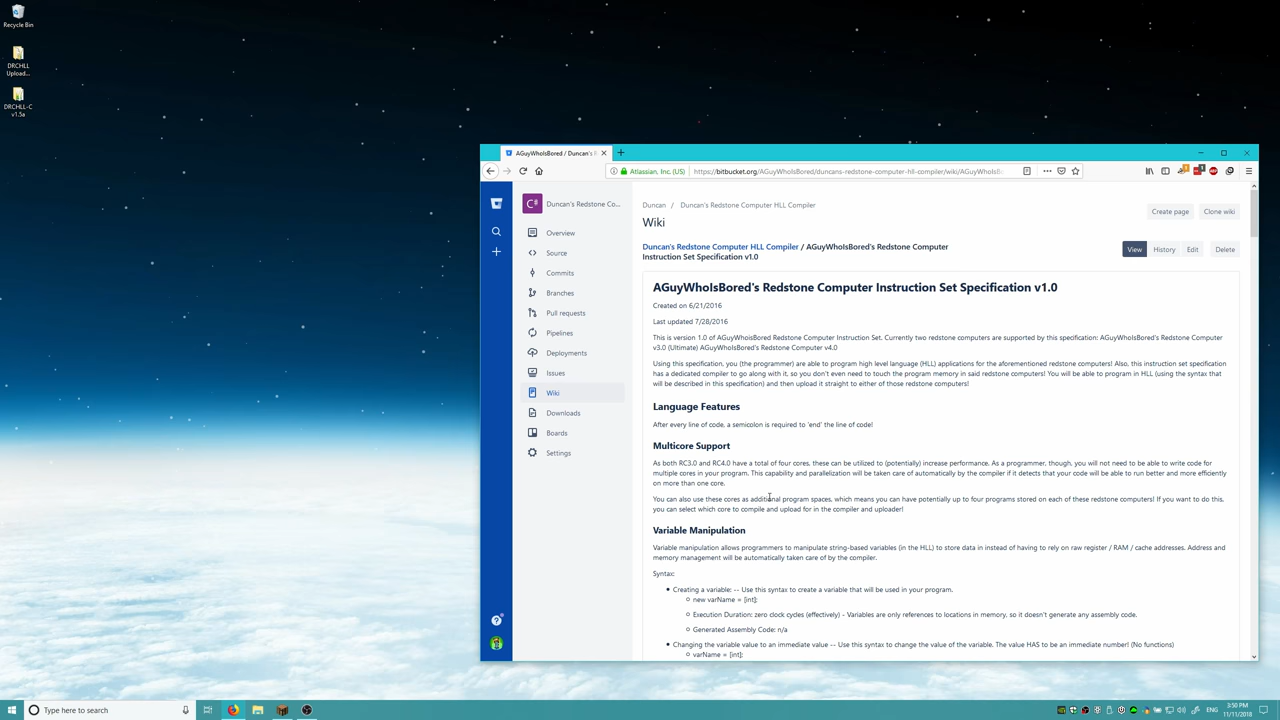 Recycle Bin
DRCHLL
Upload...
DRCHLL-C
v1.5a
AGuyWhoIsBored / Duncan's R
Atlassian, Inc. (US)
https://bitbucket.org/AGuyWhoIsBored/duncans-redstone-computer-hll-compiler/wiki/AGuyWhoIsB
Duncan's Redstone Co...
Overview
Source
Commits
Branches
Pull requests
Pipelines
Deployments
Issues
Wiki
Downloads
Boards
Settings
Duncan / Duncan's Redstone Computer HLL Compiler
Wiki
Create page
Clone wiki
Duncan's Redstone Computer HLL Compiler / AGuyWhoIsBored's Redstone Computer
Instruction Set Specification v1.0
View
History
Edit
Delete
AGuyWhoIsBored's Redstone Computer Instruction Set Specification v1.0
Created on 6/21/2016
Last updated 7/28/2016
This is version 1.0 of AGuyWhoisBored Redstone Computer Instruction Set. Currently two redstone computers are supported by this specification: AGuyWhoIsBored's Redstone Computer
v3.0 (Ultimate) AGuyWhoIsBored's Redstone Computer v4.0
Using this specification, you (the programmer) are able to program high level language (HLL) applications for the aforementioned redstone computers! Also, this instruction set specification
has a dedicated compiler to go along with it, so you don't even need to touch the program memory in said redstone computers! You will be able to program in HLL (using the syntax that
will be described in this specification) and then upload it straight to either of those redstone computers!
Language Features
After every line of code, a semicolon is required to 'end' the line of code!
Multicore Support
As both RC3.0 and RC4.0 have a total of four cores, these can be utilized to (potentially) increase performance. As a programmer, though, you will not need to be able to write code for
multiple cores in your program. This capability and parallelization will be taken care of automatically by the compiler if it detects that your code will be able to run better and more efficiently
on more than one core.
You can also use these cores as additional program spaces, which means you can have potentially up to four programs stored on each of these redstone computers! If you want to do this,
you can select which core to compile and upload for in the compiler and uploader!
Variable Manipulation
Variable manipulation allows programmers to manipulate string-based variables (in the HLL) to store data in instead of having to rely on raw register / RAM / cache addresses. Address and
memory management will be automatically taken care of by the compiler.
Syntax:
Creating a variable: -- Use this syntax to create a variable that will be used in your program.
new varName = [int];
Execution Duration: zero clock cycles (effectively) - Variables are only references to locations in memory, so it doesn't generate any assembly code.
Generated Assembly Code: n/a
Changing the variable value to an immediate value -- Use this syntax to change the value of the variable. The value HAS to be an immediate number! (No functions)
varName = [int];
Type here to search
ENG
3:50 PM
11/11/2018